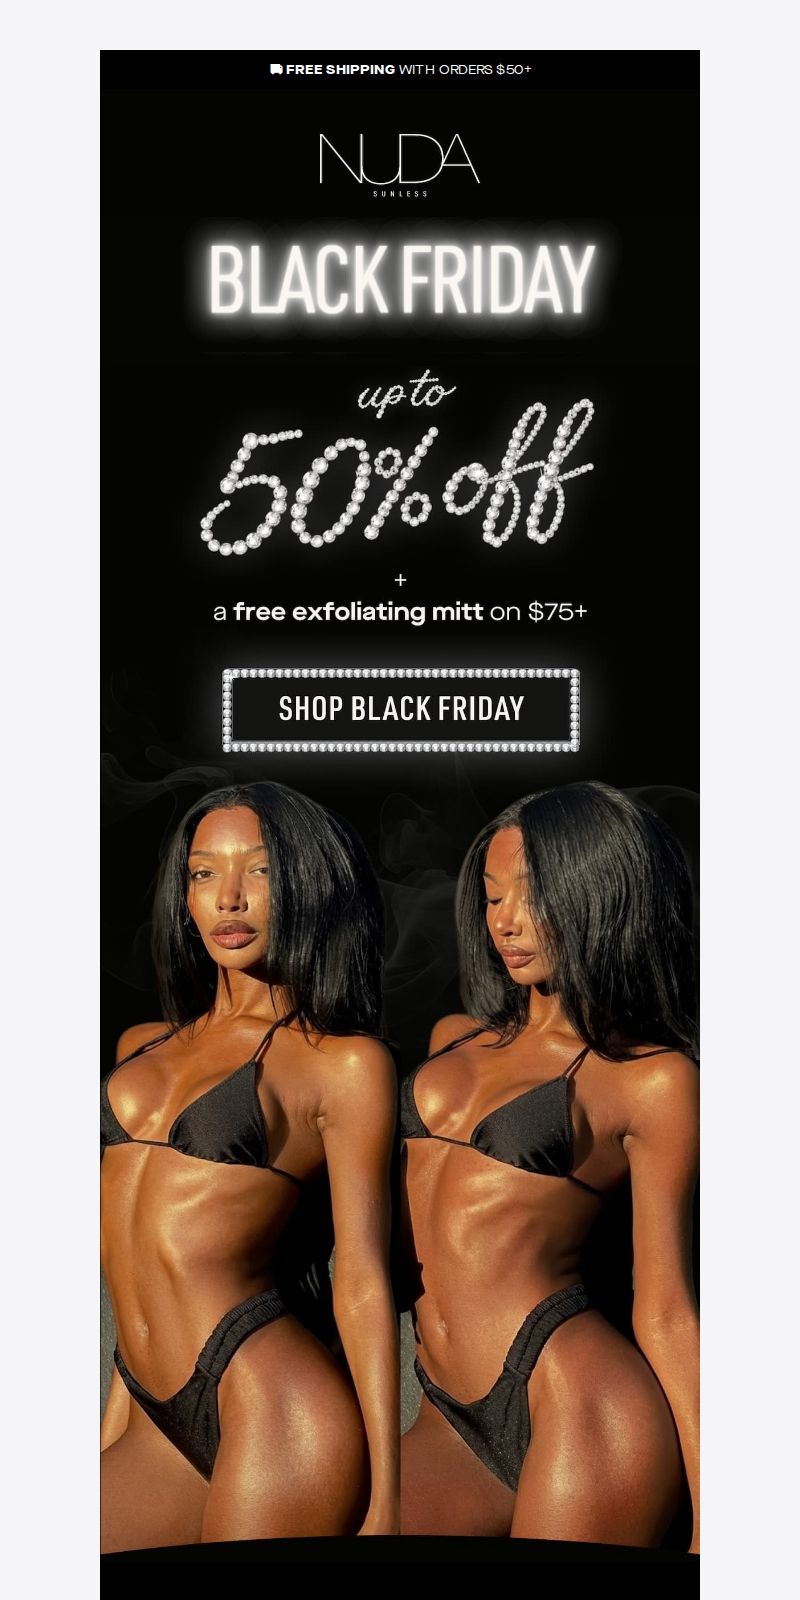 FREE SHIPPING WITH ORDERS $50+
NUDA
SUNLESS
BLACK FRIDAY
up to
50% off
+
a free exfoliating mitt on $75+
SHOP BLACK FRIDAY